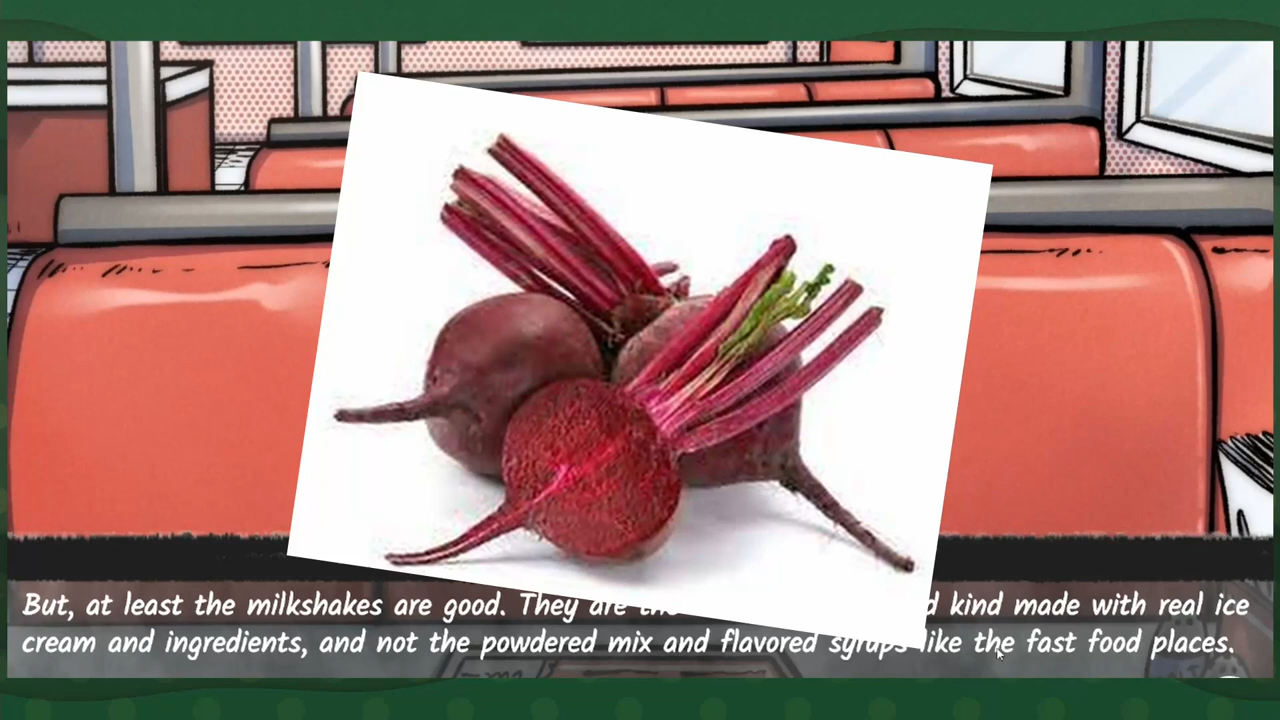 But, at least the milkshakes are good. They are the d kind made with real ice
cream and ingredients, and not the powdered mix and flavored syrups like the fast food places.